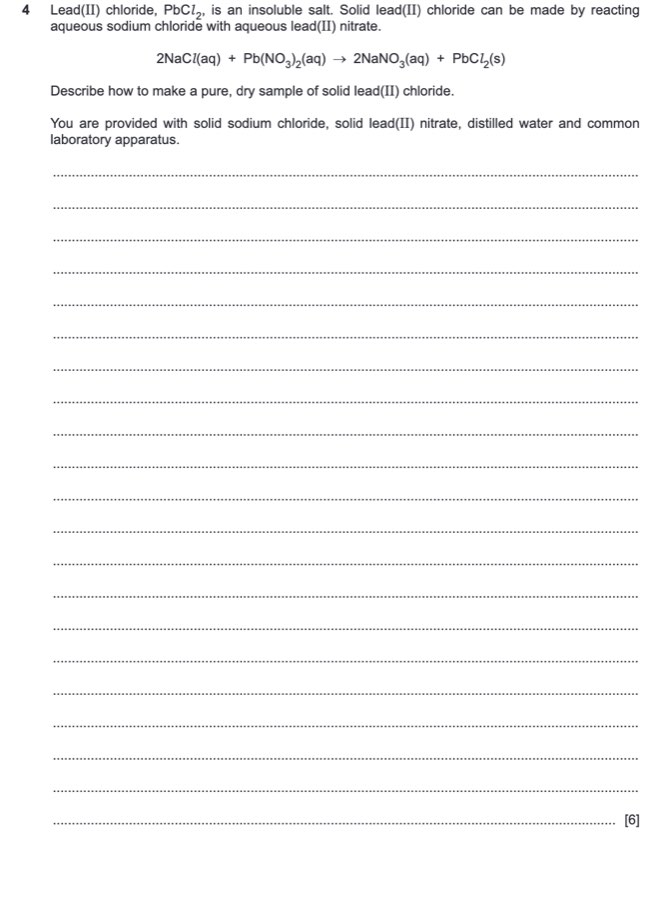 4 Lead(II) chloride, PbCl₂, is an insoluble salt. Solid lead(II) chloride can be made by reacting
aqueous sodium chloride with aqueous lead(II) nitrate.
2NaCl(aq) + Pb(NO₃)₂(aq) → 2NaNO₃(aq) + PbCl₂(s)
Describe how to make a pure, dry sample of solid lead(II) chloride.
You are provided with solid sodium chloride, solid lead(II) nitrate, distilled water and common
laboratory apparatus.
[6]